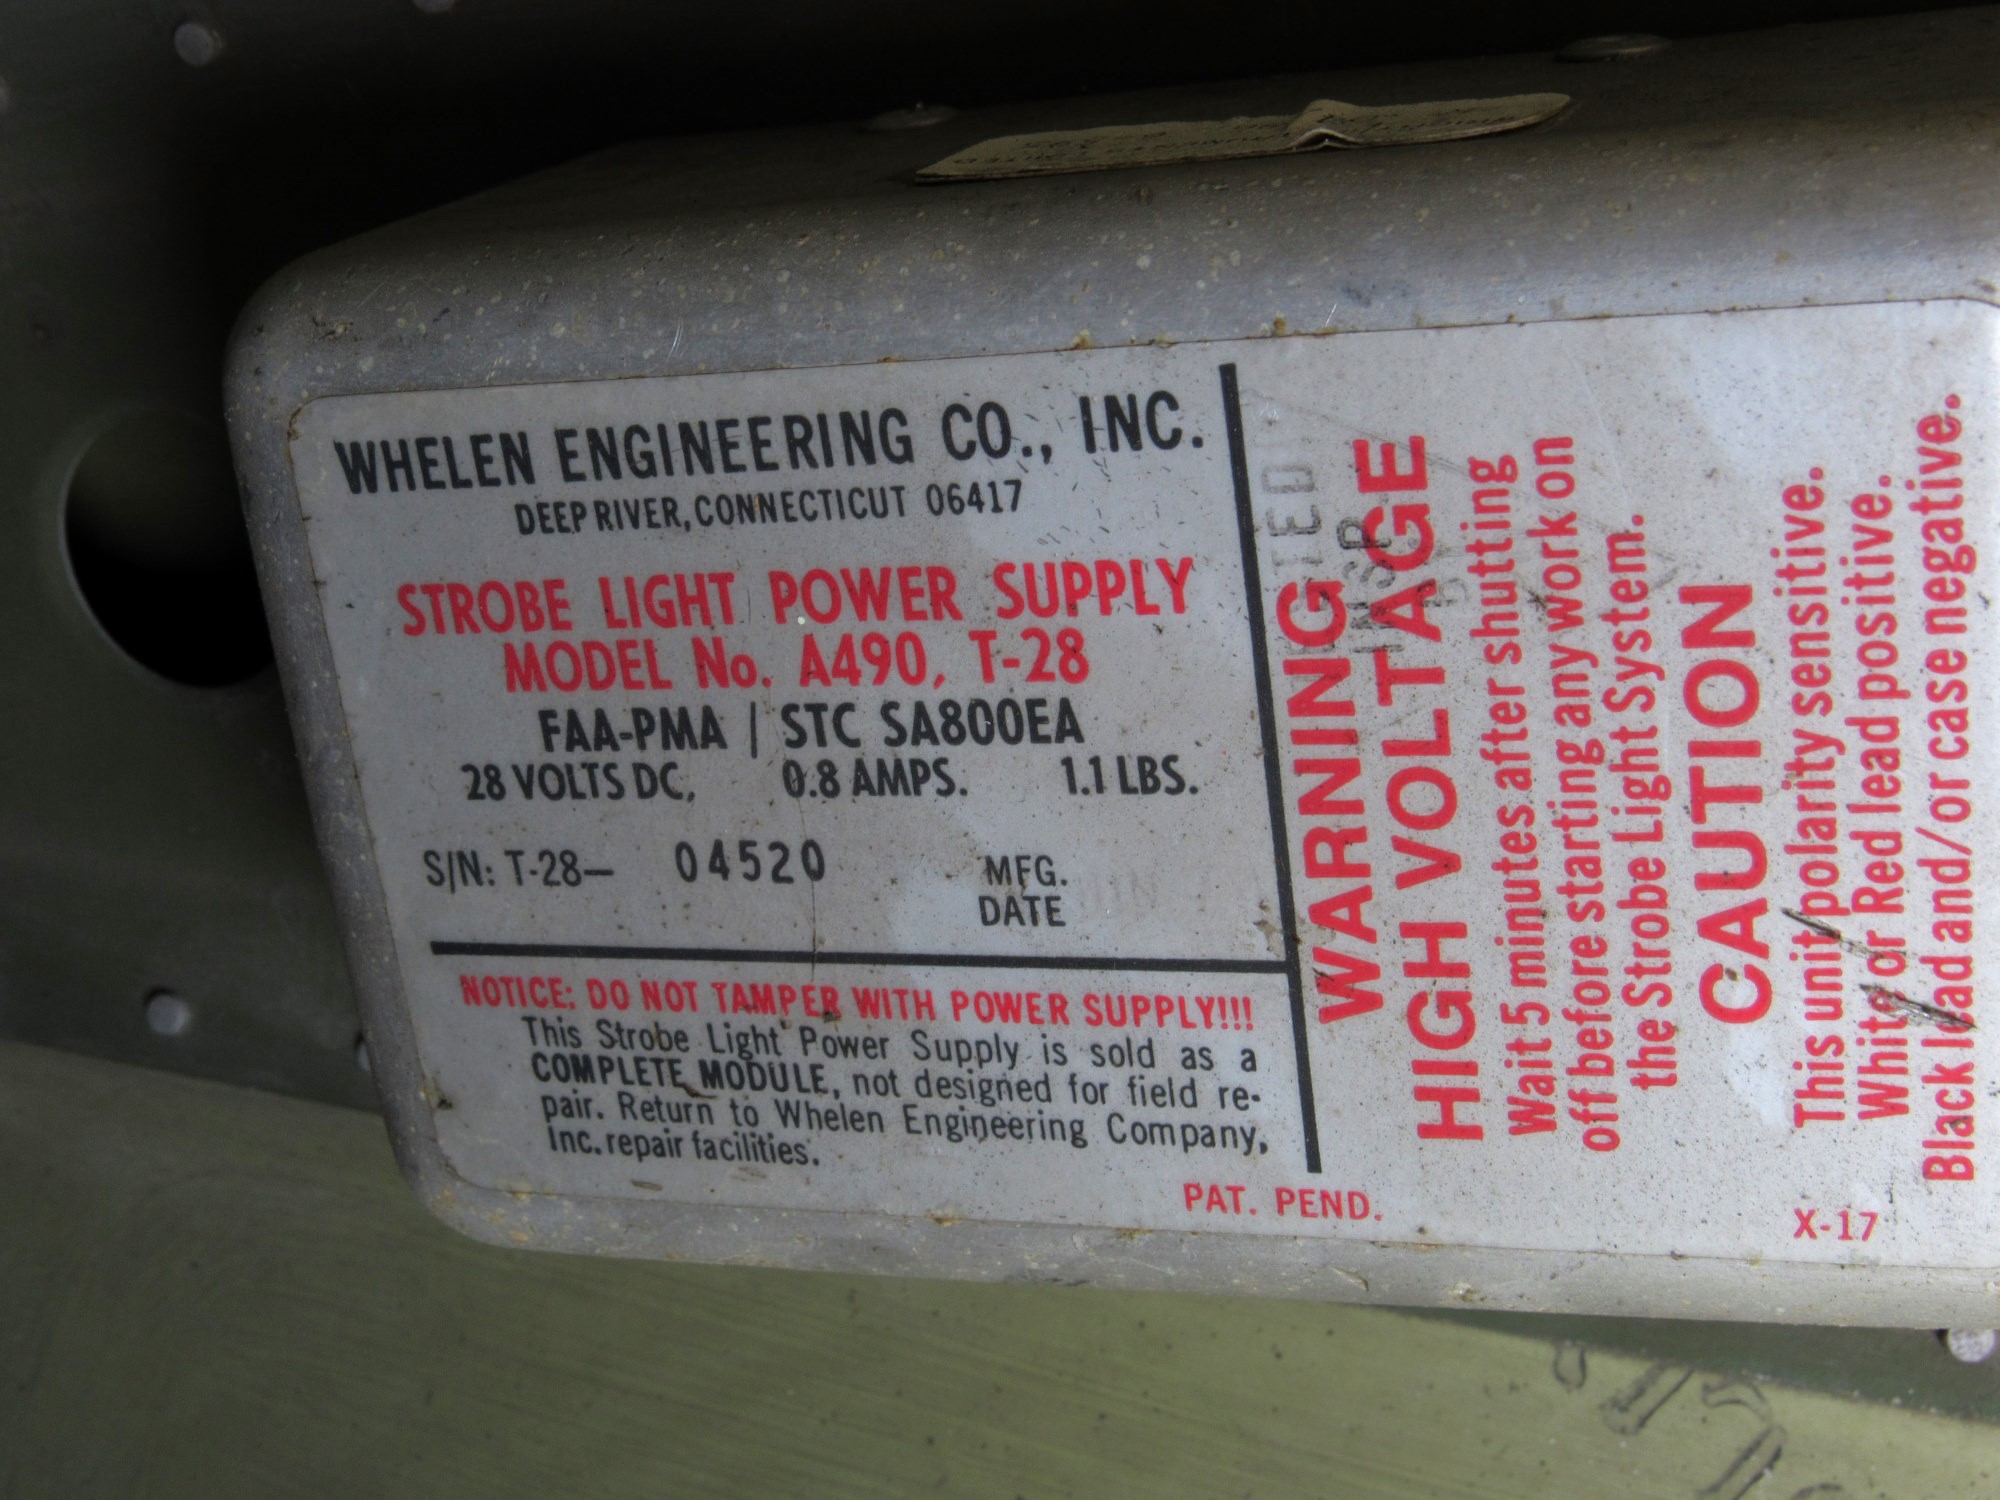 WHELEN ENGINEERING CO., INC.
DEEP RIVER, CONNECTICUT 06417
STROBE LIGHT POWER SUPPLY
MODEL No. A490, T-28
FAA-PMA | STC SA800EA
28 VOLTS DC, 0.8 AMPS. 1.1 LBS.
S/N: T-28— 04520
MFG.
DATE
NOTICE: DO NOT TAMPER WITH POWER SUPPLY!!!
This Strobe Light Power Supply is sold as a
COMPLETE MODULE, not designed for field re-
pair. Return to Whelen Engineering Company,
Inc. repair facilities.
PAT. PEND.
WARNING
HIGH VOLTAGE
Wait 5 minutes after shutting
off before starting any work on
the Strobe Light System.
CAUTION
This unit polarity sensitive.
White or Red lead positive.
Black lead and/or case negative.
X-17
INSP.